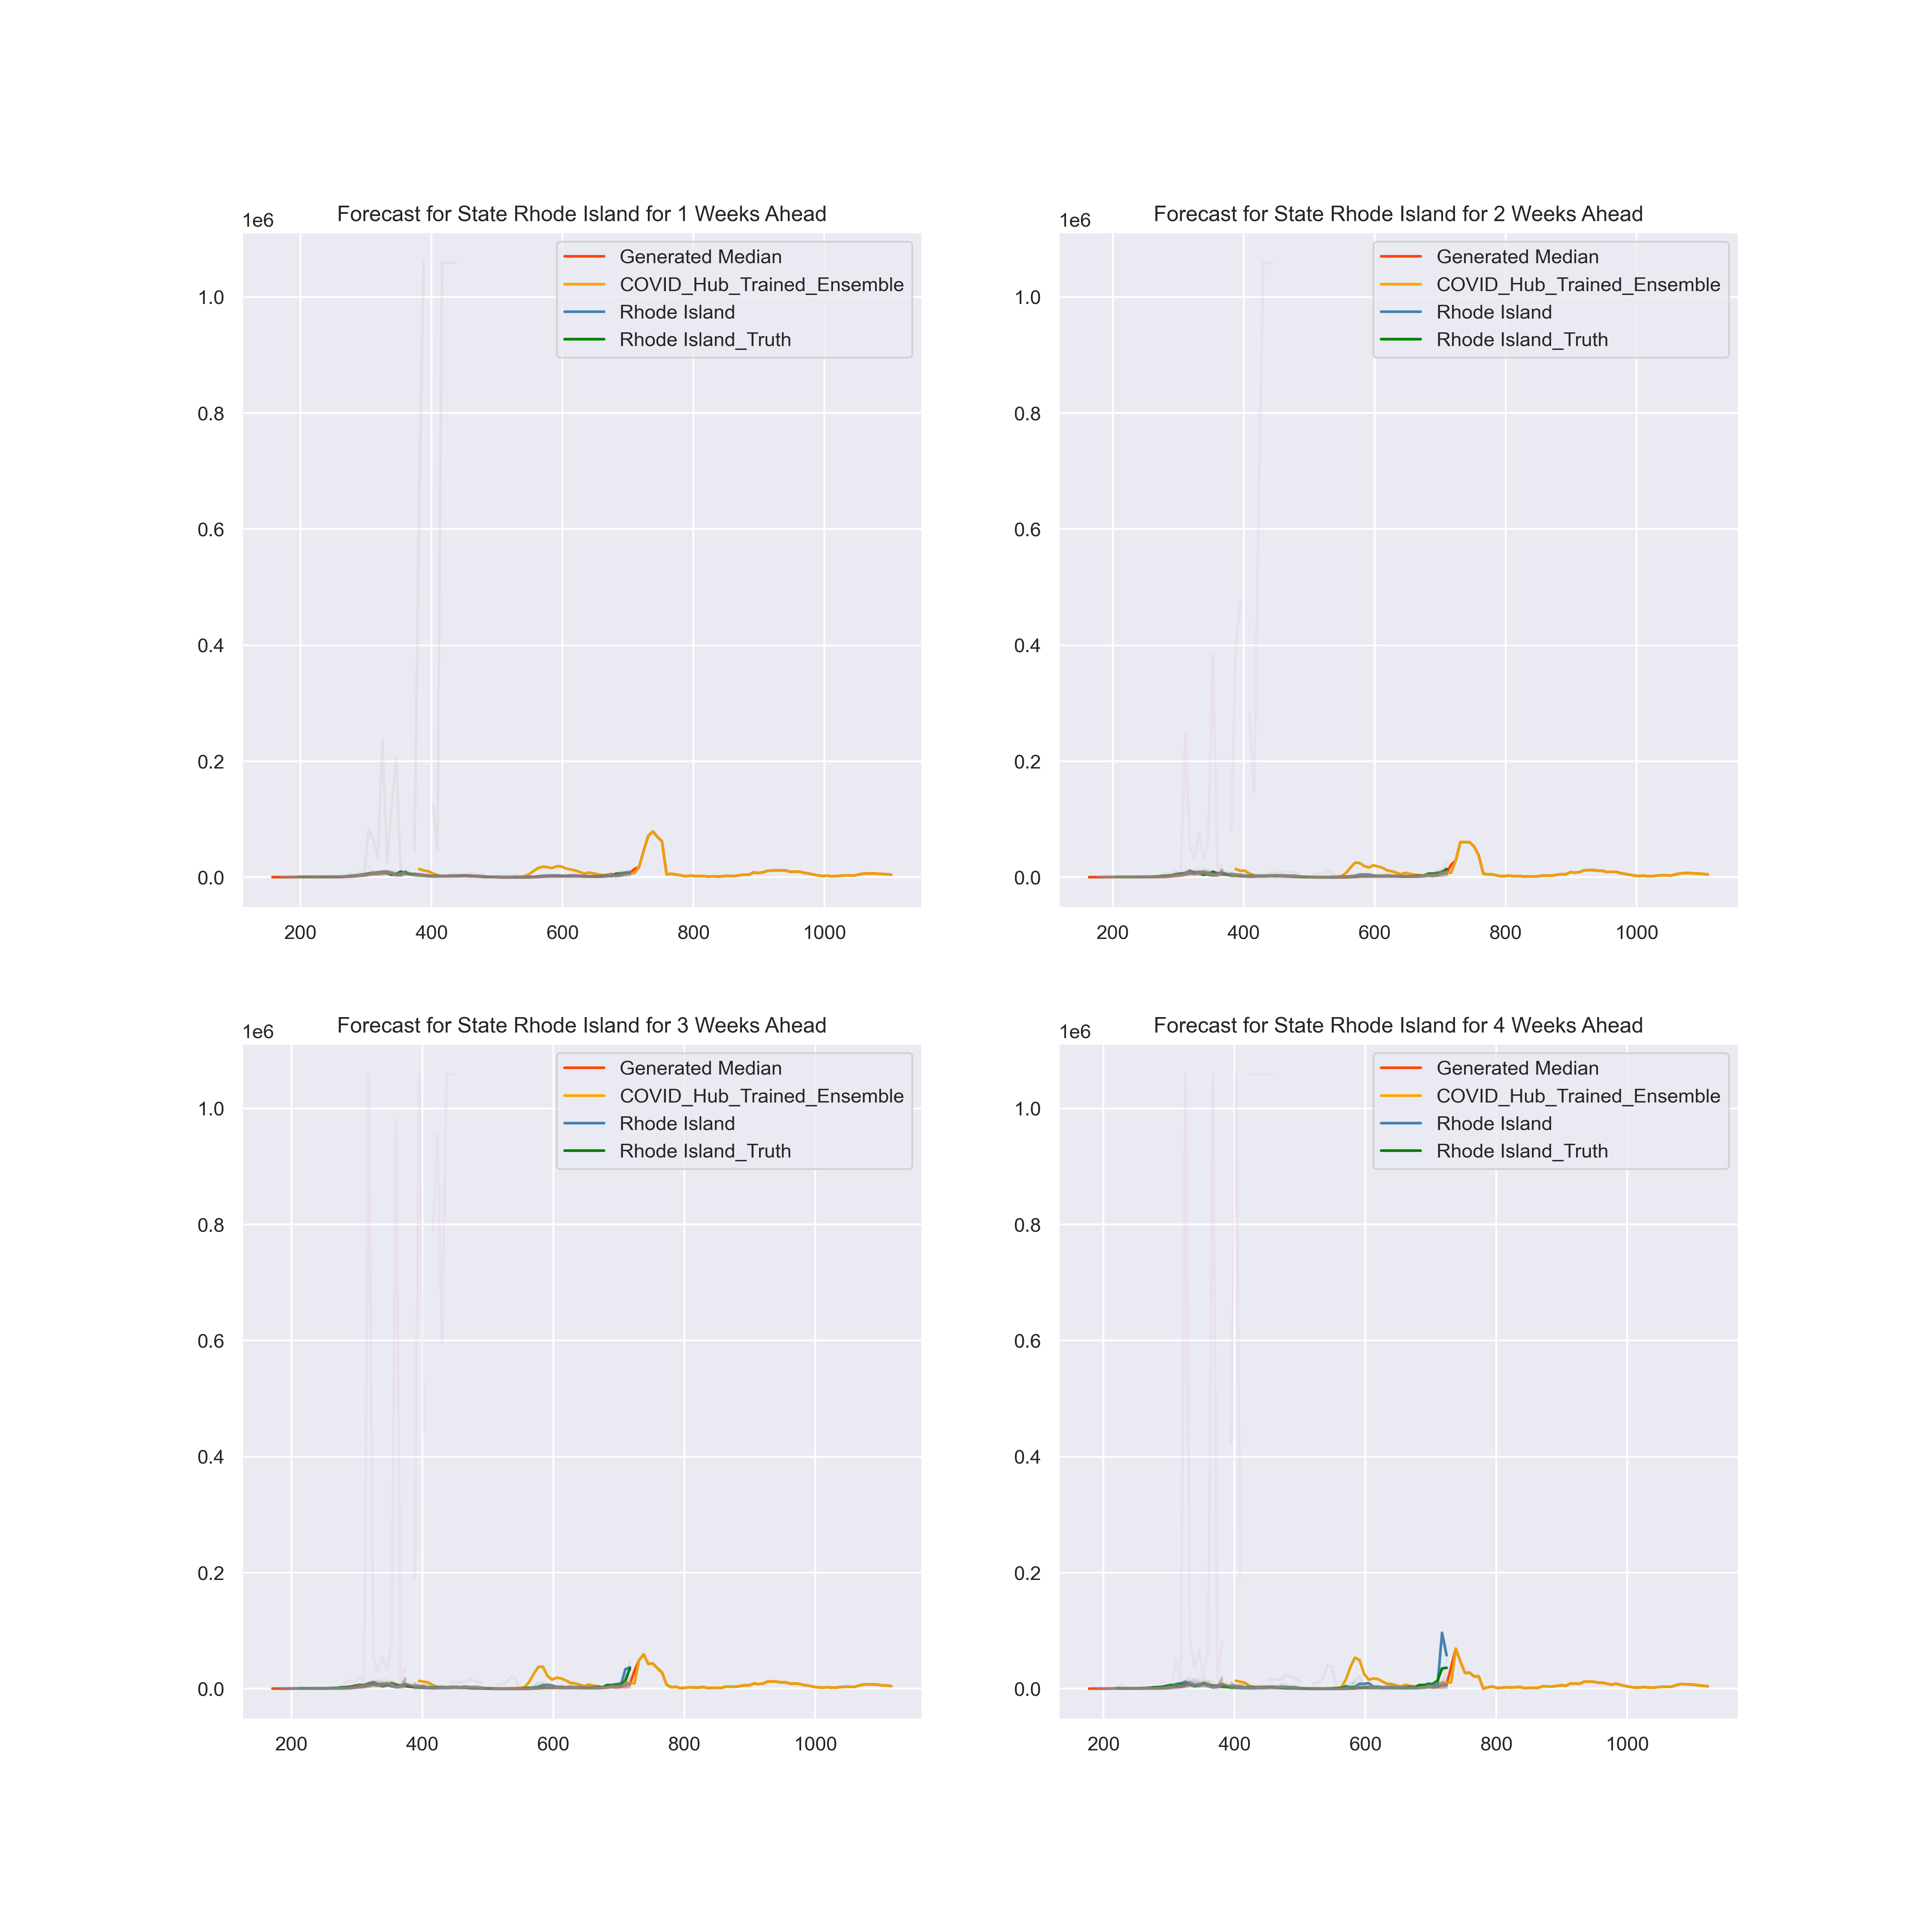 Forecast for State Rhode Island for 1 Weeks Ahead
1e6
Generated Median
COVID_Hub_Trained_Ensemble
Rhode Island
Rhode Island_Truth
1.0
0.8
0.6
0.4
0.2
0.0
200 400 600 800 1000
Forecast for State Rhode Island for 2 Weeks Ahead
1e6
Generated Median
COVID_Hub_Trained_Ensemble
Rhode Island
Rhode Island_Truth
1.0
0.8
0.6
0.4
0.2
0.0
200 400 600 800 1000
Forecast for State Rhode Island for 3 Weeks Ahead
1e6
Generated Median
COVID_Hub_Trained_Ensemble
Rhode Island
Rhode Island_Truth
1.0
0.8
0.6
0.4
0.2
0.0
200 400 600 800 1000
Forecast for State Rhode Island for 4 Weeks Ahead
1e6
Generated Median
COVID_Hub_Trained_Ensemble
Rhode Island
Rhode Island_Truth
1.0
0.8
0.6
0.4
0.2
0.0
200 400 600 800 1000